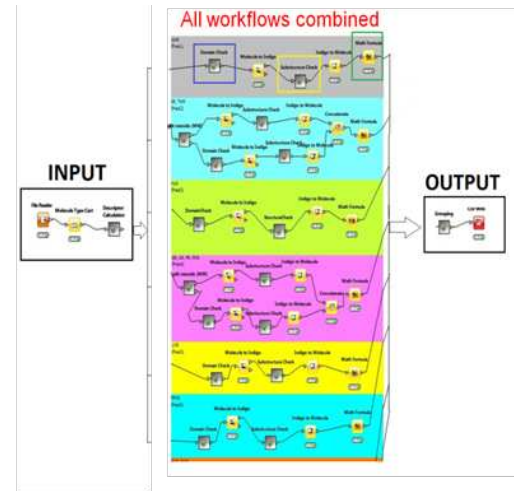 All workflows combined
Domain Check
Molecule to Indigo
Substructure Check
Indigo to Molecule
Math Formula
Molecule to Indigo
Substructure Check
Indigo to Molecule
Concatenate
Math Formula
Domain Check
Molecule to Indigo
Substructure Check
Indigo to Molecule
INPUT
File Reader
Molecule Type Cast
Descriptor Calculation
OUTPUT
Grouping
Molecule to Indigo
Indigo to Molecule
Math Formula
Molecule to Indigo
Substructure Check
Indigo to Molecule
Concatenate
Math Formula
Domain Check
Molecule to Indigo
Substructure Check
Indigo to Molecule
Domain Check
Molecule to Indigo
Substructure Check
Indigo to Molecule
Math Formula
Domain Check
Molecule to Indigo
Substructure Check
Indigo to Molecule
Math Formula